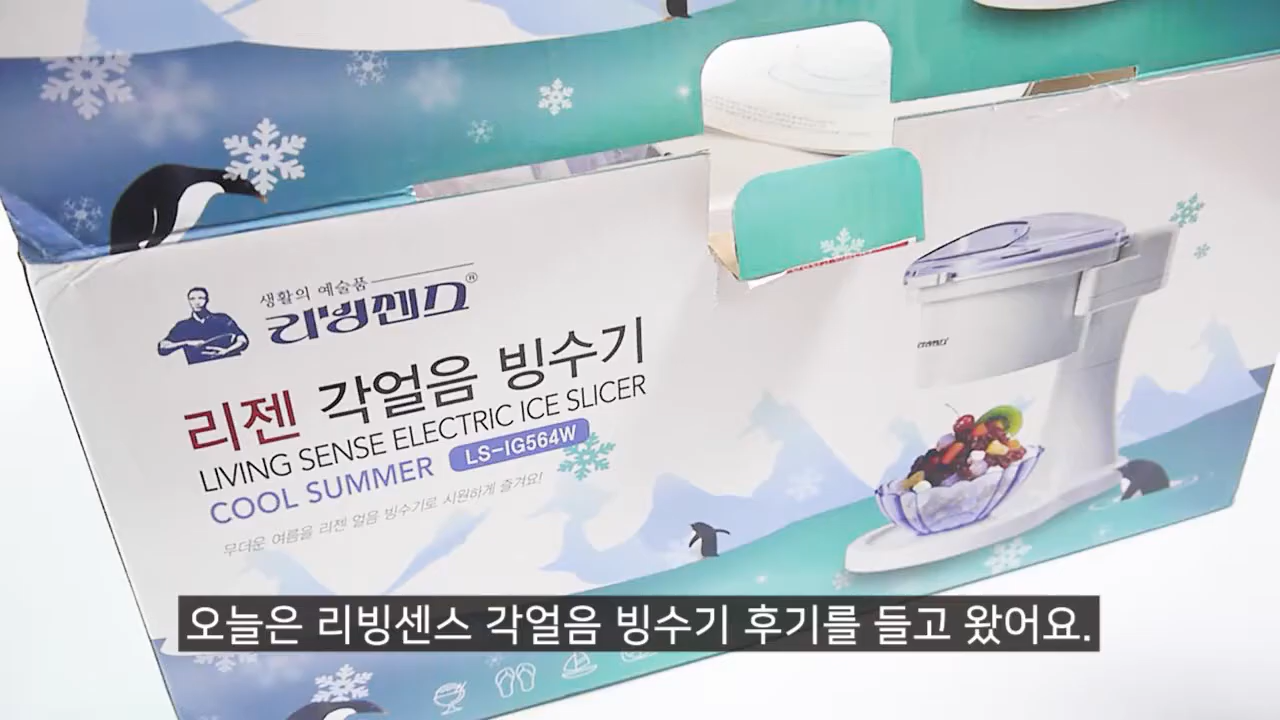 생활의 예술품
리빙센스®
리젠 각얼음 빙수기
LIVING SENSE ELECTRIC ICE SLICER
COOL SUMMER LS-IG564W
무더운 여름을 리젠 얼음 빙수기로 시원하게 즐겨요!
오늘은 리빙센스 각얼음 빙수기 후기를 들고 왔어요.